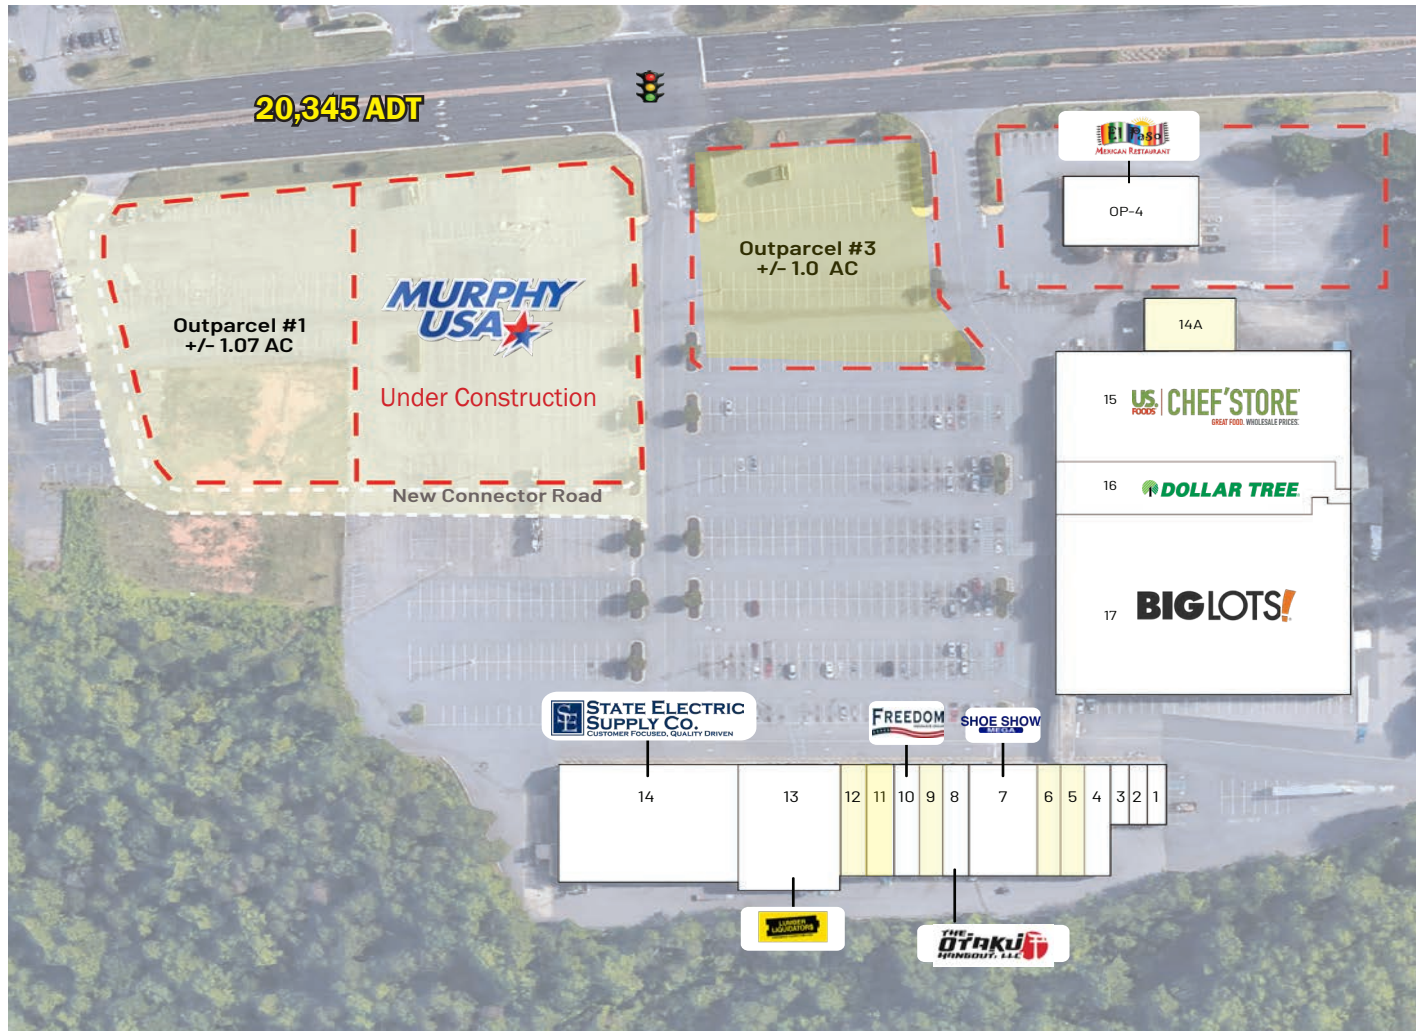 20,345 ADT
El Paso
MEXICAN RESTAURANT
OP-4
Outparcel #3
+/- 1.0 AC
MURPHY
USA
Outparcel #1
+/- 1.07 AC
Under Construction
New Connector Road
14A
15
US.
FOODS
CHEF'STORE
GREAT FOOD. WHOLESALE PRICES.
16
DOLLAR TREE
17
BIG LOTS!
SE
STATE ELECTRIC
SUPPLY CO.
CUSTOMER FOCUSED, QUALITY DRIVEN
FREEDOM
SHOE SHOW
MEGA
14
13
12
11
10
9
8
7
6
5
4
3
2
1
LUMBER
LIQUIDATORS
THE
OTAKU
HANGOUT, LLC